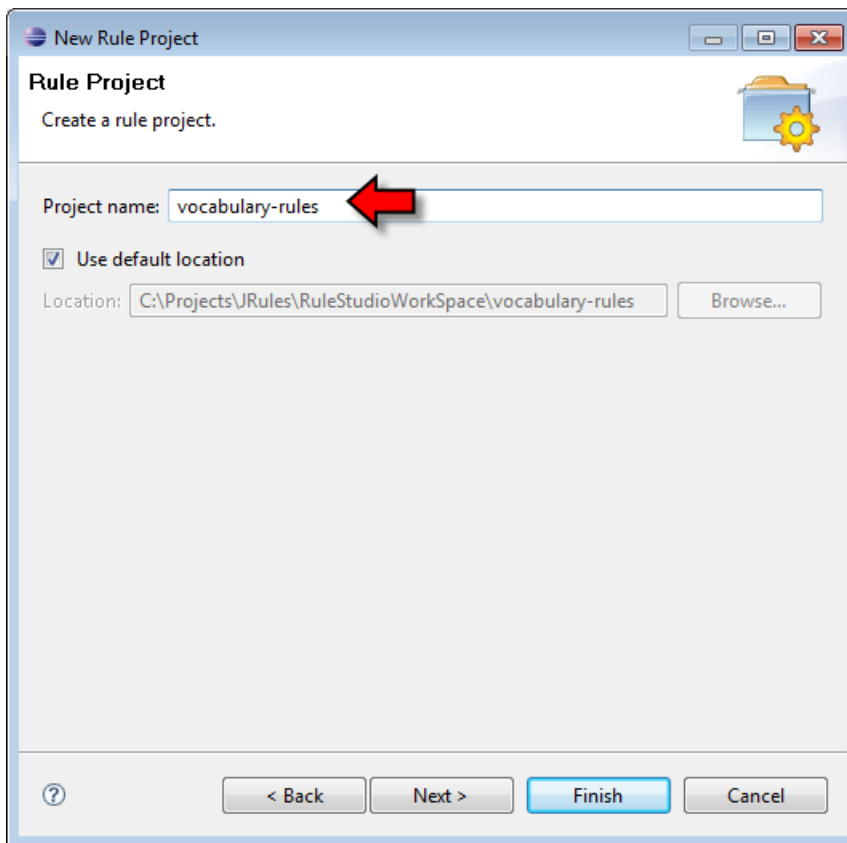 New Rule Project
Rule Project
Create a rule project.
Project name: vocabulary-rules
Use default location
Location: C:\Projects\JRules\RuleStudioWorkSpace\vocabulary-rules Browse...
? < Back Next > Finish Cancel